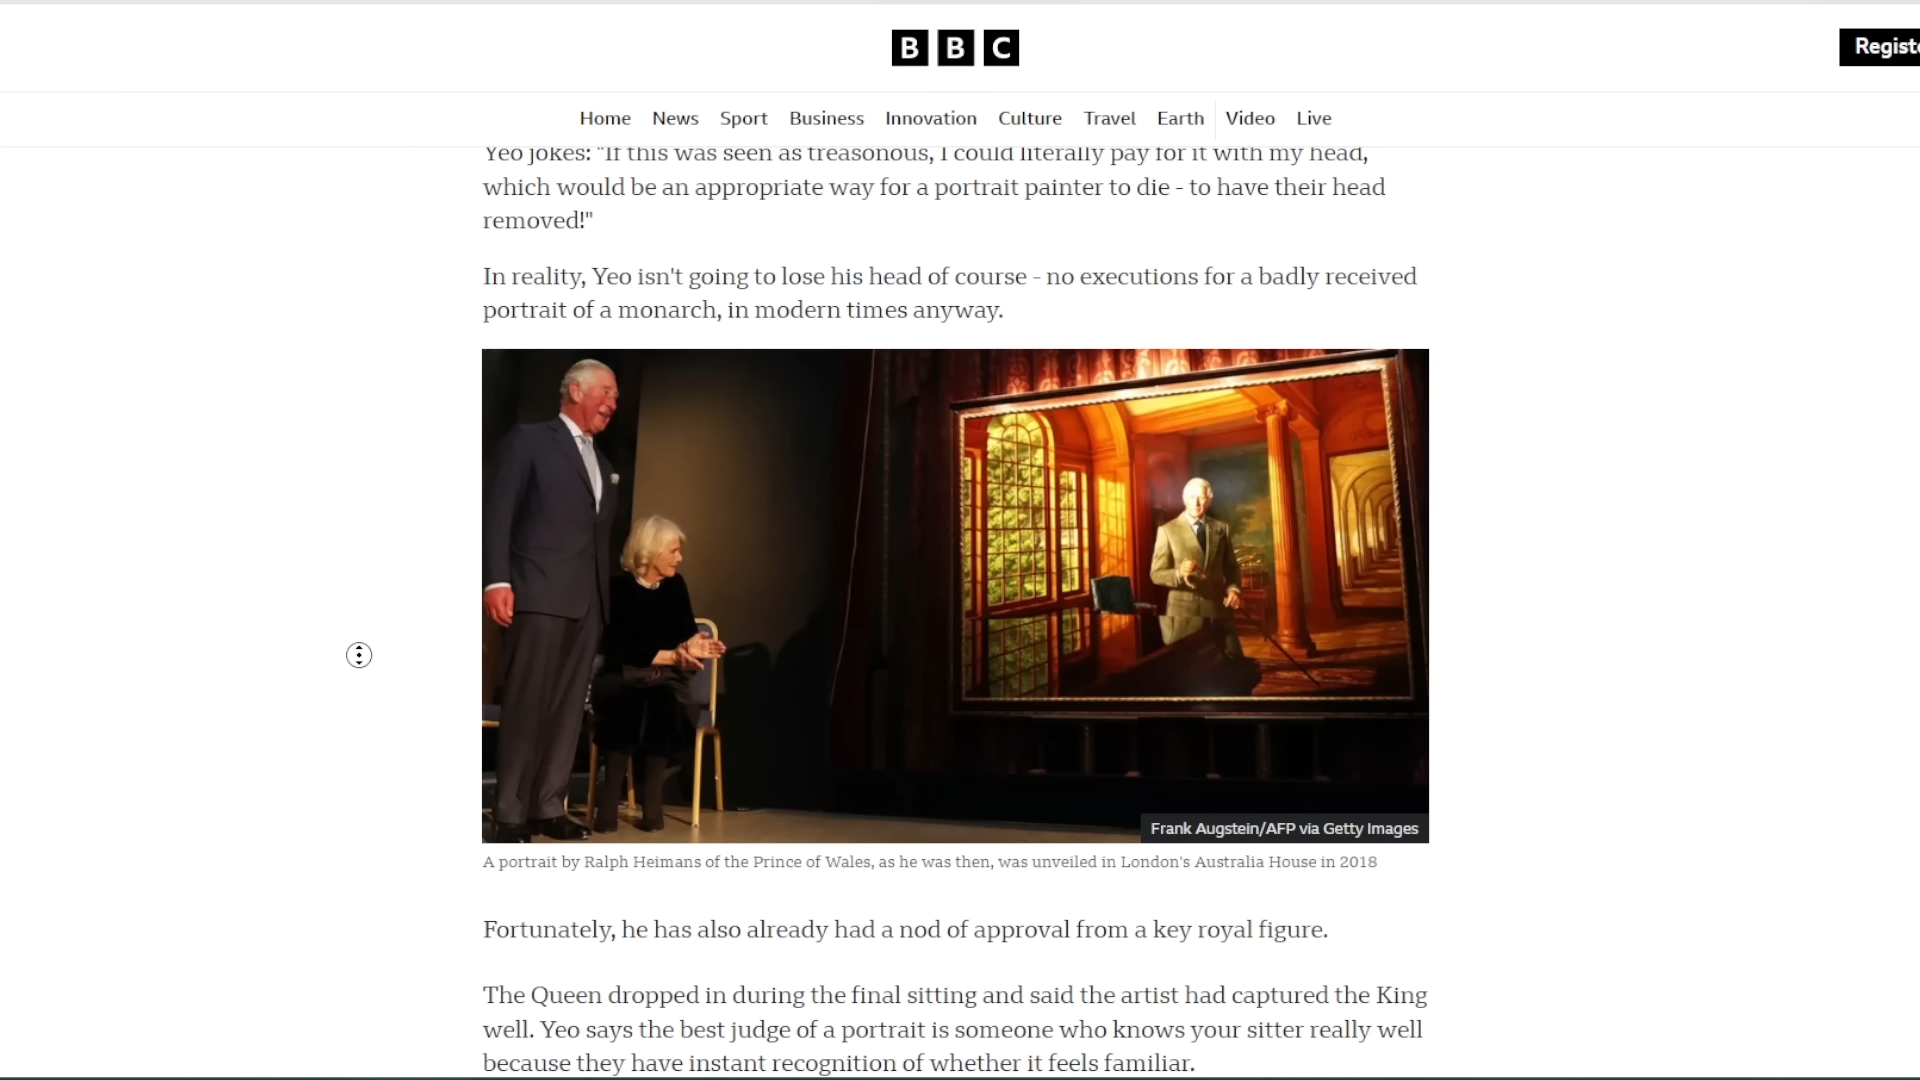 BBC
Registe
Home News Sport Business Innovation Culture Travel Earth Video Live
Yeo jokes: "If this was seen as treasonous, I could literally pay for it with my head,
which would be an appropriate way for a portrait painter to die - to have their head
removed!"
In reality, Yeo isn't going to lose his head of course - no executions for a badly received
portrait of a monarch, in modern times anyway.
Frank Augstein/AFP via Getty Images
A portrait by Ralph Heimans of the Prince of Wales, as he was then, was unveiled in London's Australia House in 2018
Fortunately, he has also already had a nod of approval from a key royal figure.
The Queen dropped in during the final sitting and said the artist had captured the King
well. Yeo says the best judge of a portrait is someone who knows your sitter really well
because they have instant recognition of whether it feels familiar.